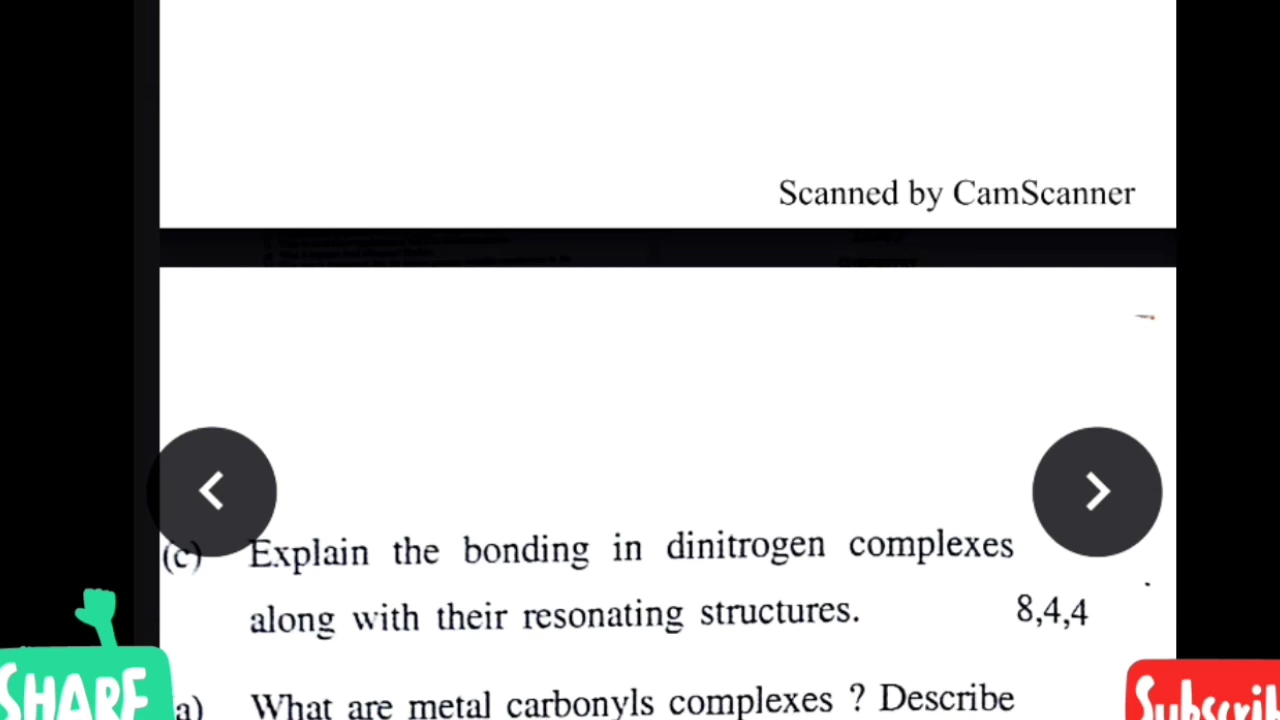 Scanned by CamScanner
(c) Explain the bonding in dinitrogen complexes
along with their resonating structures. 8,4,4
SHARE
a) What are metal carbonyls complexes ? Describe
Subscrib